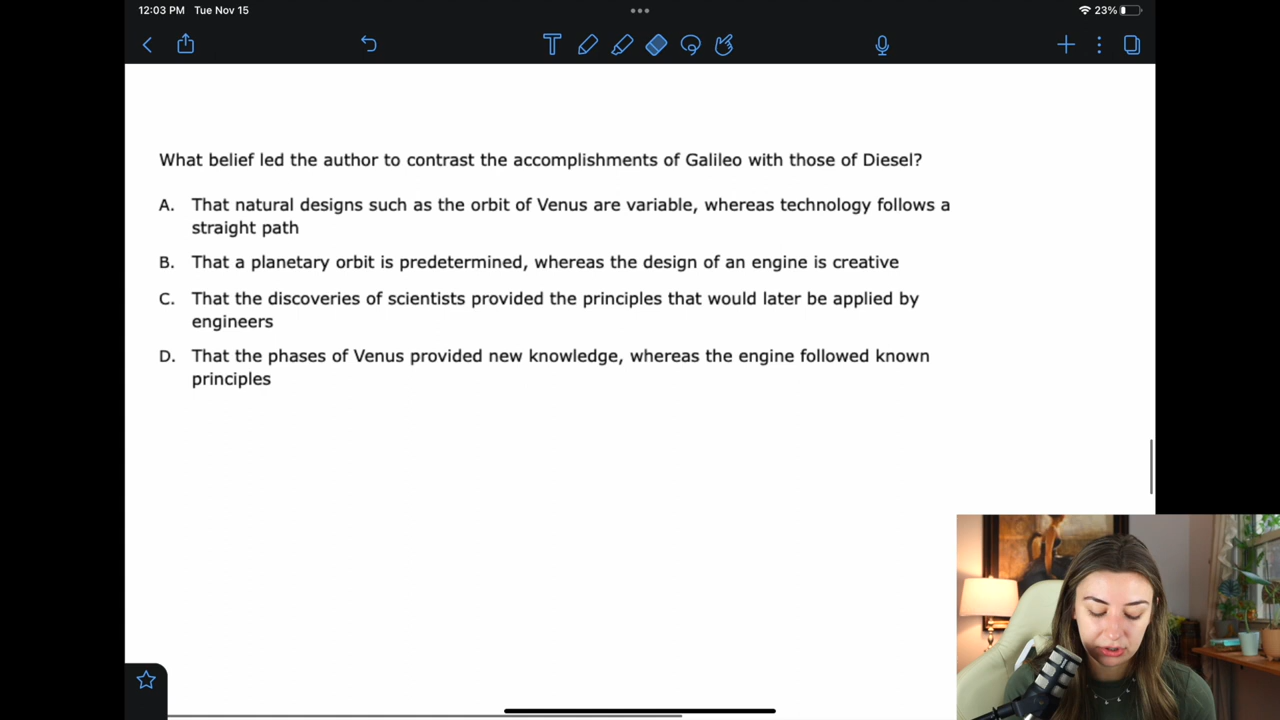 12:03 PM Tue Nov 15
23%
What belief led the author to contrast the accomplishments of Galileo with those of Diesel?
A. That natural designs such as the orbit of Venus are variable, whereas technology follows a
straight path
B. That a planetary orbit is predetermined, whereas the design of an engine is creative
C. That the discoveries of scientists provided the principles that would later be applied by
engineers
D. That the phases of Venus provided new knowledge, whereas the engine followed known
principles